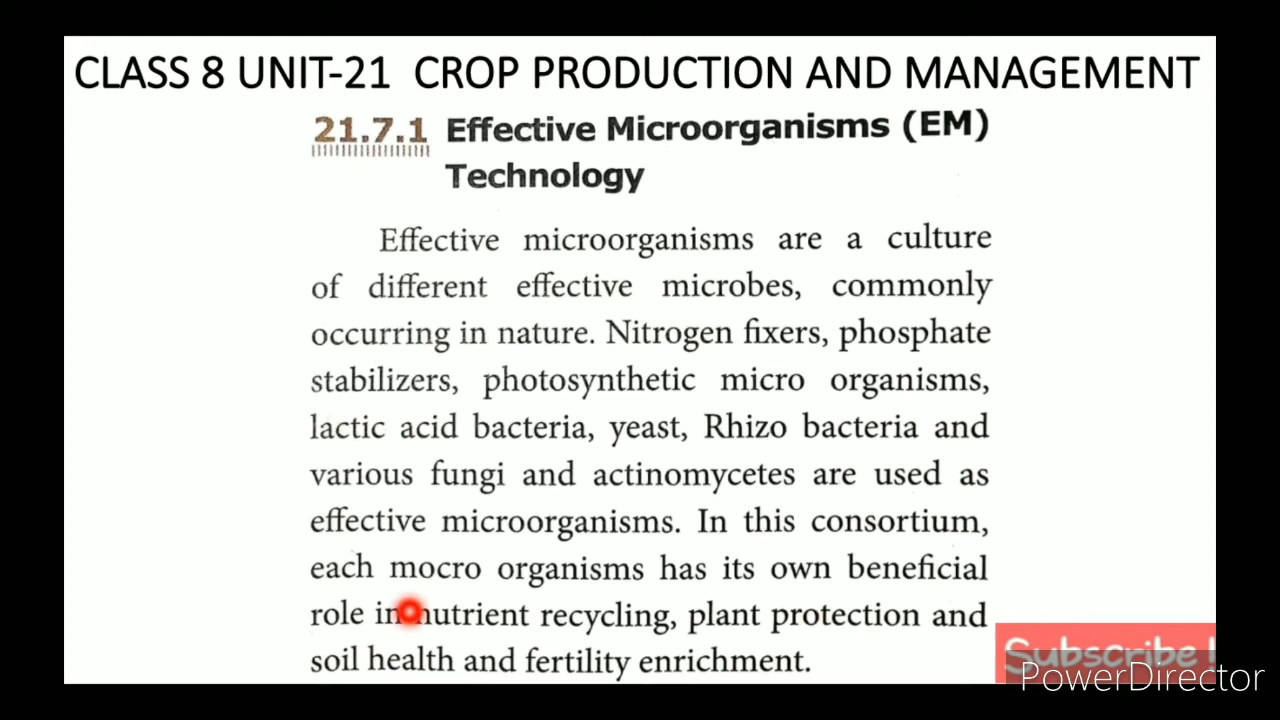 CLASS 8 UNIT-21 CROP PRODUCTION AND MANAGEMENT
21.7.1 Effective Microorganisms (EM)
Technology
Effective microorganisms are a culture
of different effective microbes, commonly
occurring in nature. Nitrogen fixers, phosphate
stabilizers, photosynthetic micro organisms,
lactic acid bacteria, yeast, Rhizo bacteria and
various fungi and actinomycetes are used as
effective microorganisms. In this consortium,
each mocro organisms has its own beneficial
role in nutrient recycling, plant protection and
soil health and fertility enrichment.
Subscribe !
PowerDirector